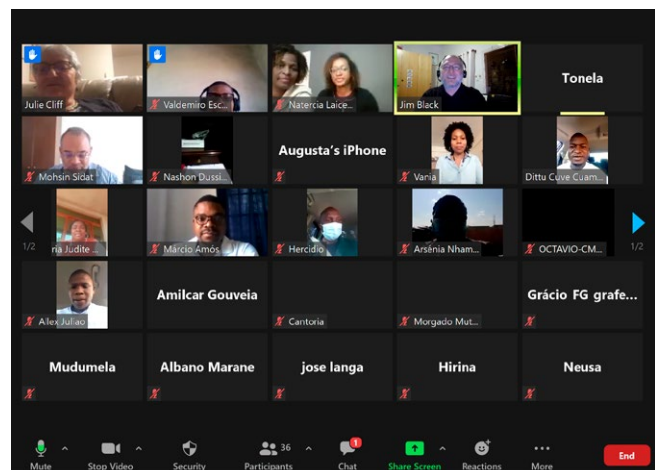 Julie Cliff
Valdemiro Esc...
Natercia Laice...
Jim Black
Tonela
Mohsin Sidat
Nashon Dussi...
Augusta's iPhone
Vania
Dittu Cuve Cuam...
1/2
ria Judite ...
Márcio Amós
Hercidio
Arsénia Nham...
OCTAVIO-CM...
1/2
Allex Juliao
Amilcar Gouveia
Cantoria
Morgado Mut...
Grácio FG grafe...
Mudumela
Albano Marane
jose langa
Hirina
Neusa
Mute
Stop Video
Security
36
Participants
1
Chat
Share Screen
Reactions
More
End